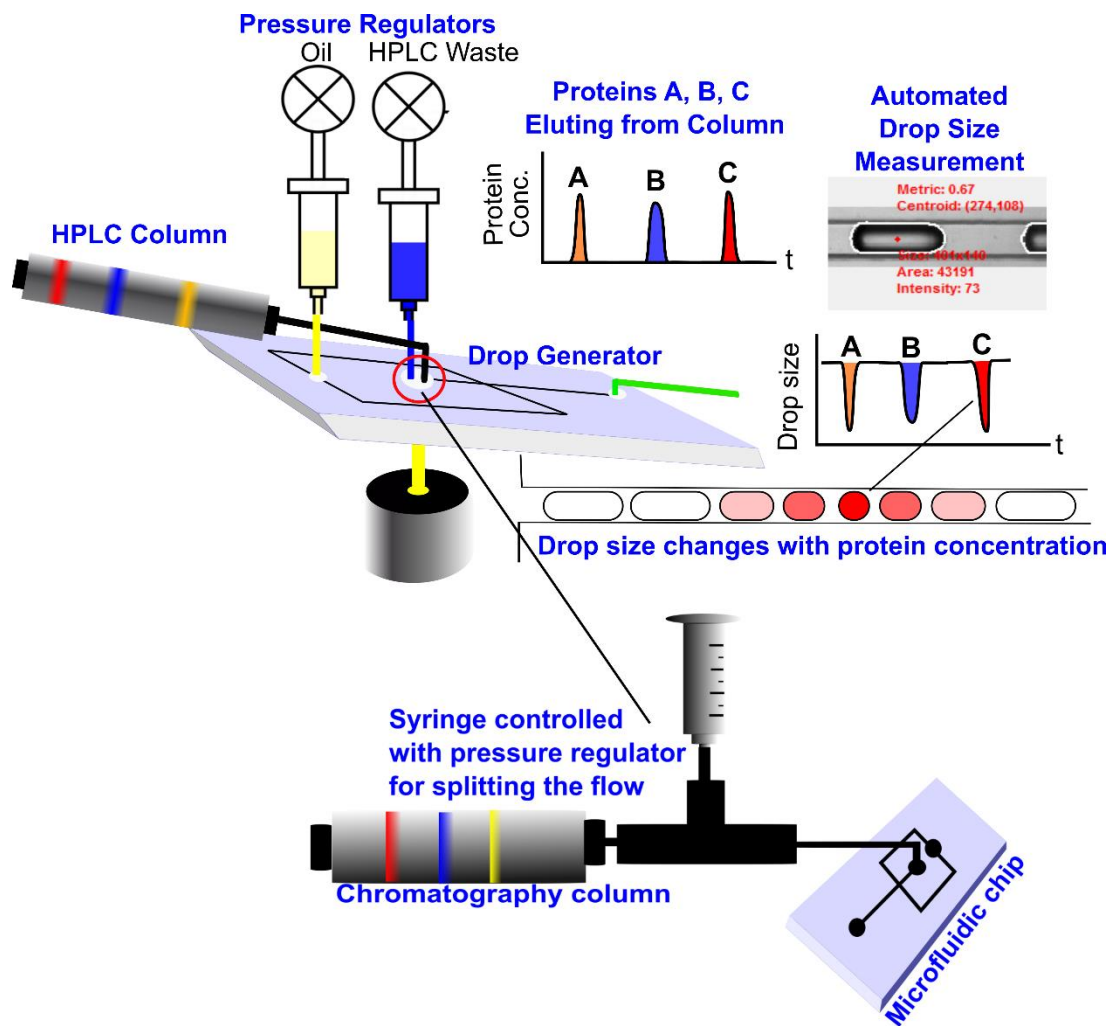 Pressure Regulators
Oil
HPLC Waste
HPLC Column
Proteins A, B, C
Eluting from Column
Protein
Conc.
A
B
C
t
Automated
Drop Size
Measurement
Metric: 0.67
Centroid: (274,108)
Area: 43191
Intensity: 73
Drop Generator
Drop size
A
B
C
t
Drop size changes with protein concentration
Syringe controlled
with pressure regulator
for splitting the flow
Chromatography column
Microfluidic chip